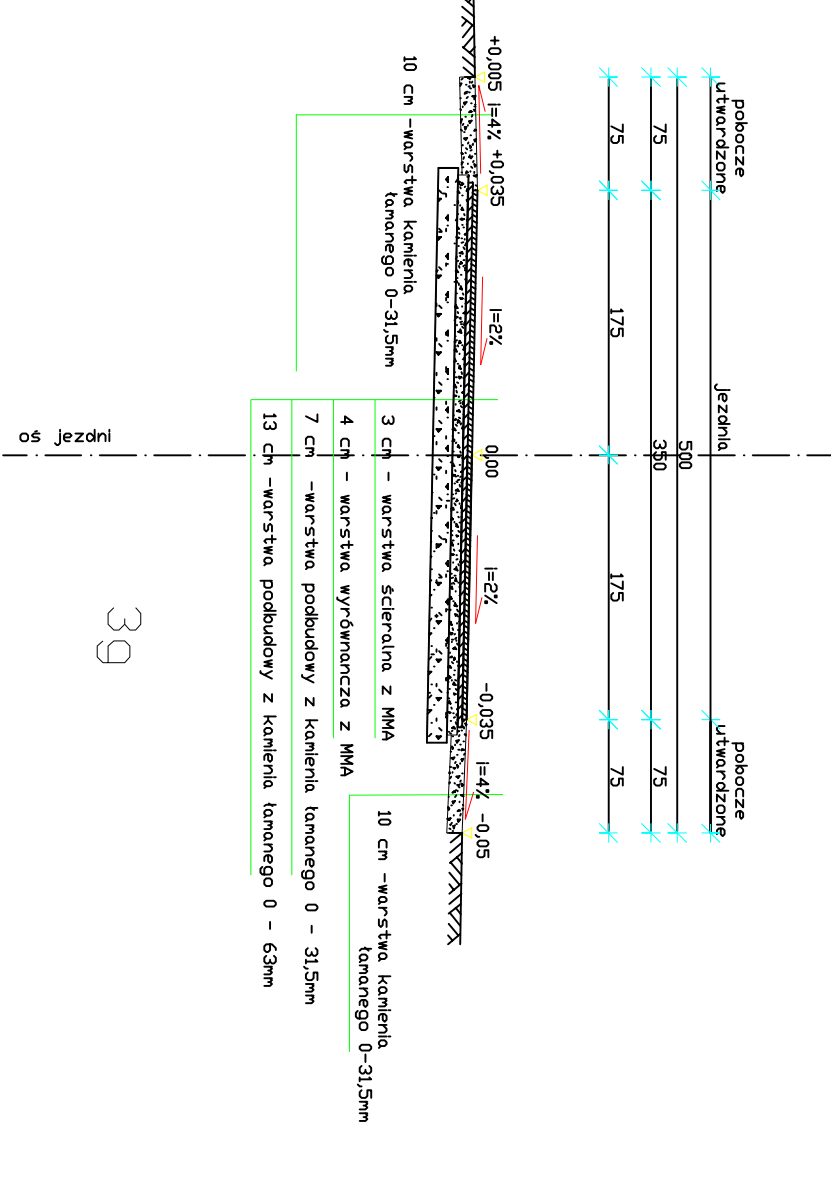 pobocze
utwardzone
jezdnia
pobocze
utwardzone
500
75
350
75
75
175
175
75
+0,005
i=4%
+0,035
i=2%
0,00
i=2%
-0,035
i=4%
-0,05
10 cm -warstwa kamienia
łamanego 0-31,5mm
3 cm - warstwa ścieralna z MMA
4 cm - warstwa wyrównancza z MMA
7 cm -warstwa podbudowy z kamienia łamanego 0 - 31,5mm
13 cm -warstwa podbudowy z kamienia łamanego 0 - 63mm
10 cm -warstwa kamienia
łamanego 0-31,5mm
oś jezdni
39